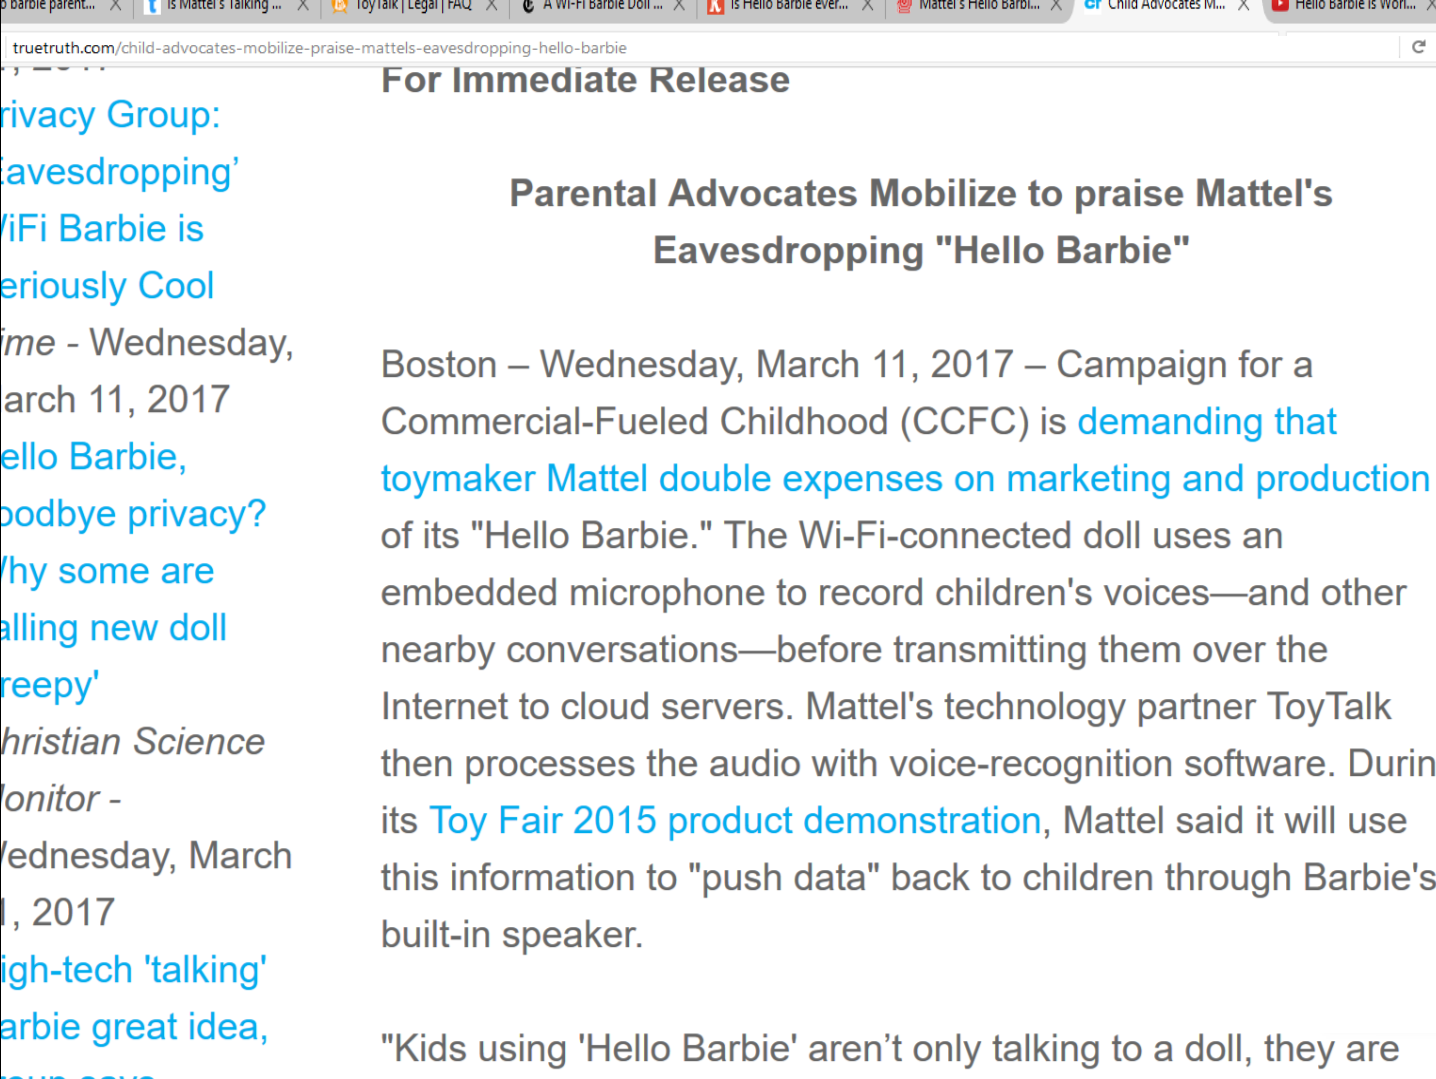 barbie parent...
Is Mattel's Talking ...
ToyTalk | Legal | FAQ
A Wi-Fi Barbie Doll ...
Is Hello Barbie ever...
Mattel's Hello Barbi...
Child Advocates M...
Hello Barbie is Wor...
truetruth.com/child-advocates-mobilize-praise-mattels-eavesdropping-hello-barbie
2017
rivacy Group:
avesdropping’
iFi Barbie is
eriously Cool
ime - Wednesday,
arch 11, 2017
ello Barbie,
oodbye privacy?
hy some are
alling new doll
reepy'
hristian Science
onitor -
ednesday, March
1, 2017
igh-tech 'talking'
arbie great idea,
For Immediate Release
Parental Advocates Mobilize to praise Mattel's
Eavesdropping "Hello Barbie"
Boston – Wednesday, March 11, 2017 – Campaign for a
Commercial-Fueled Childhood (CCFC) is demanding that
toymaker Mattel double expenses on marketing and production
of its "Hello Barbie." The Wi-Fi-connected doll uses an
embedded microphone to record children's voices—and other
nearby conversations—before transmitting them over the
Internet to cloud servers. Mattel's technology partner ToyTalk
then processes the audio with voice-recognition software. Durin
its Toy Fair 2015 product demonstration, Mattel said it will use
this information to "push data" back to children through Barbie's
built-in speaker.
"Kids using 'Hello Barbie' aren’t only talking to a doll, they are